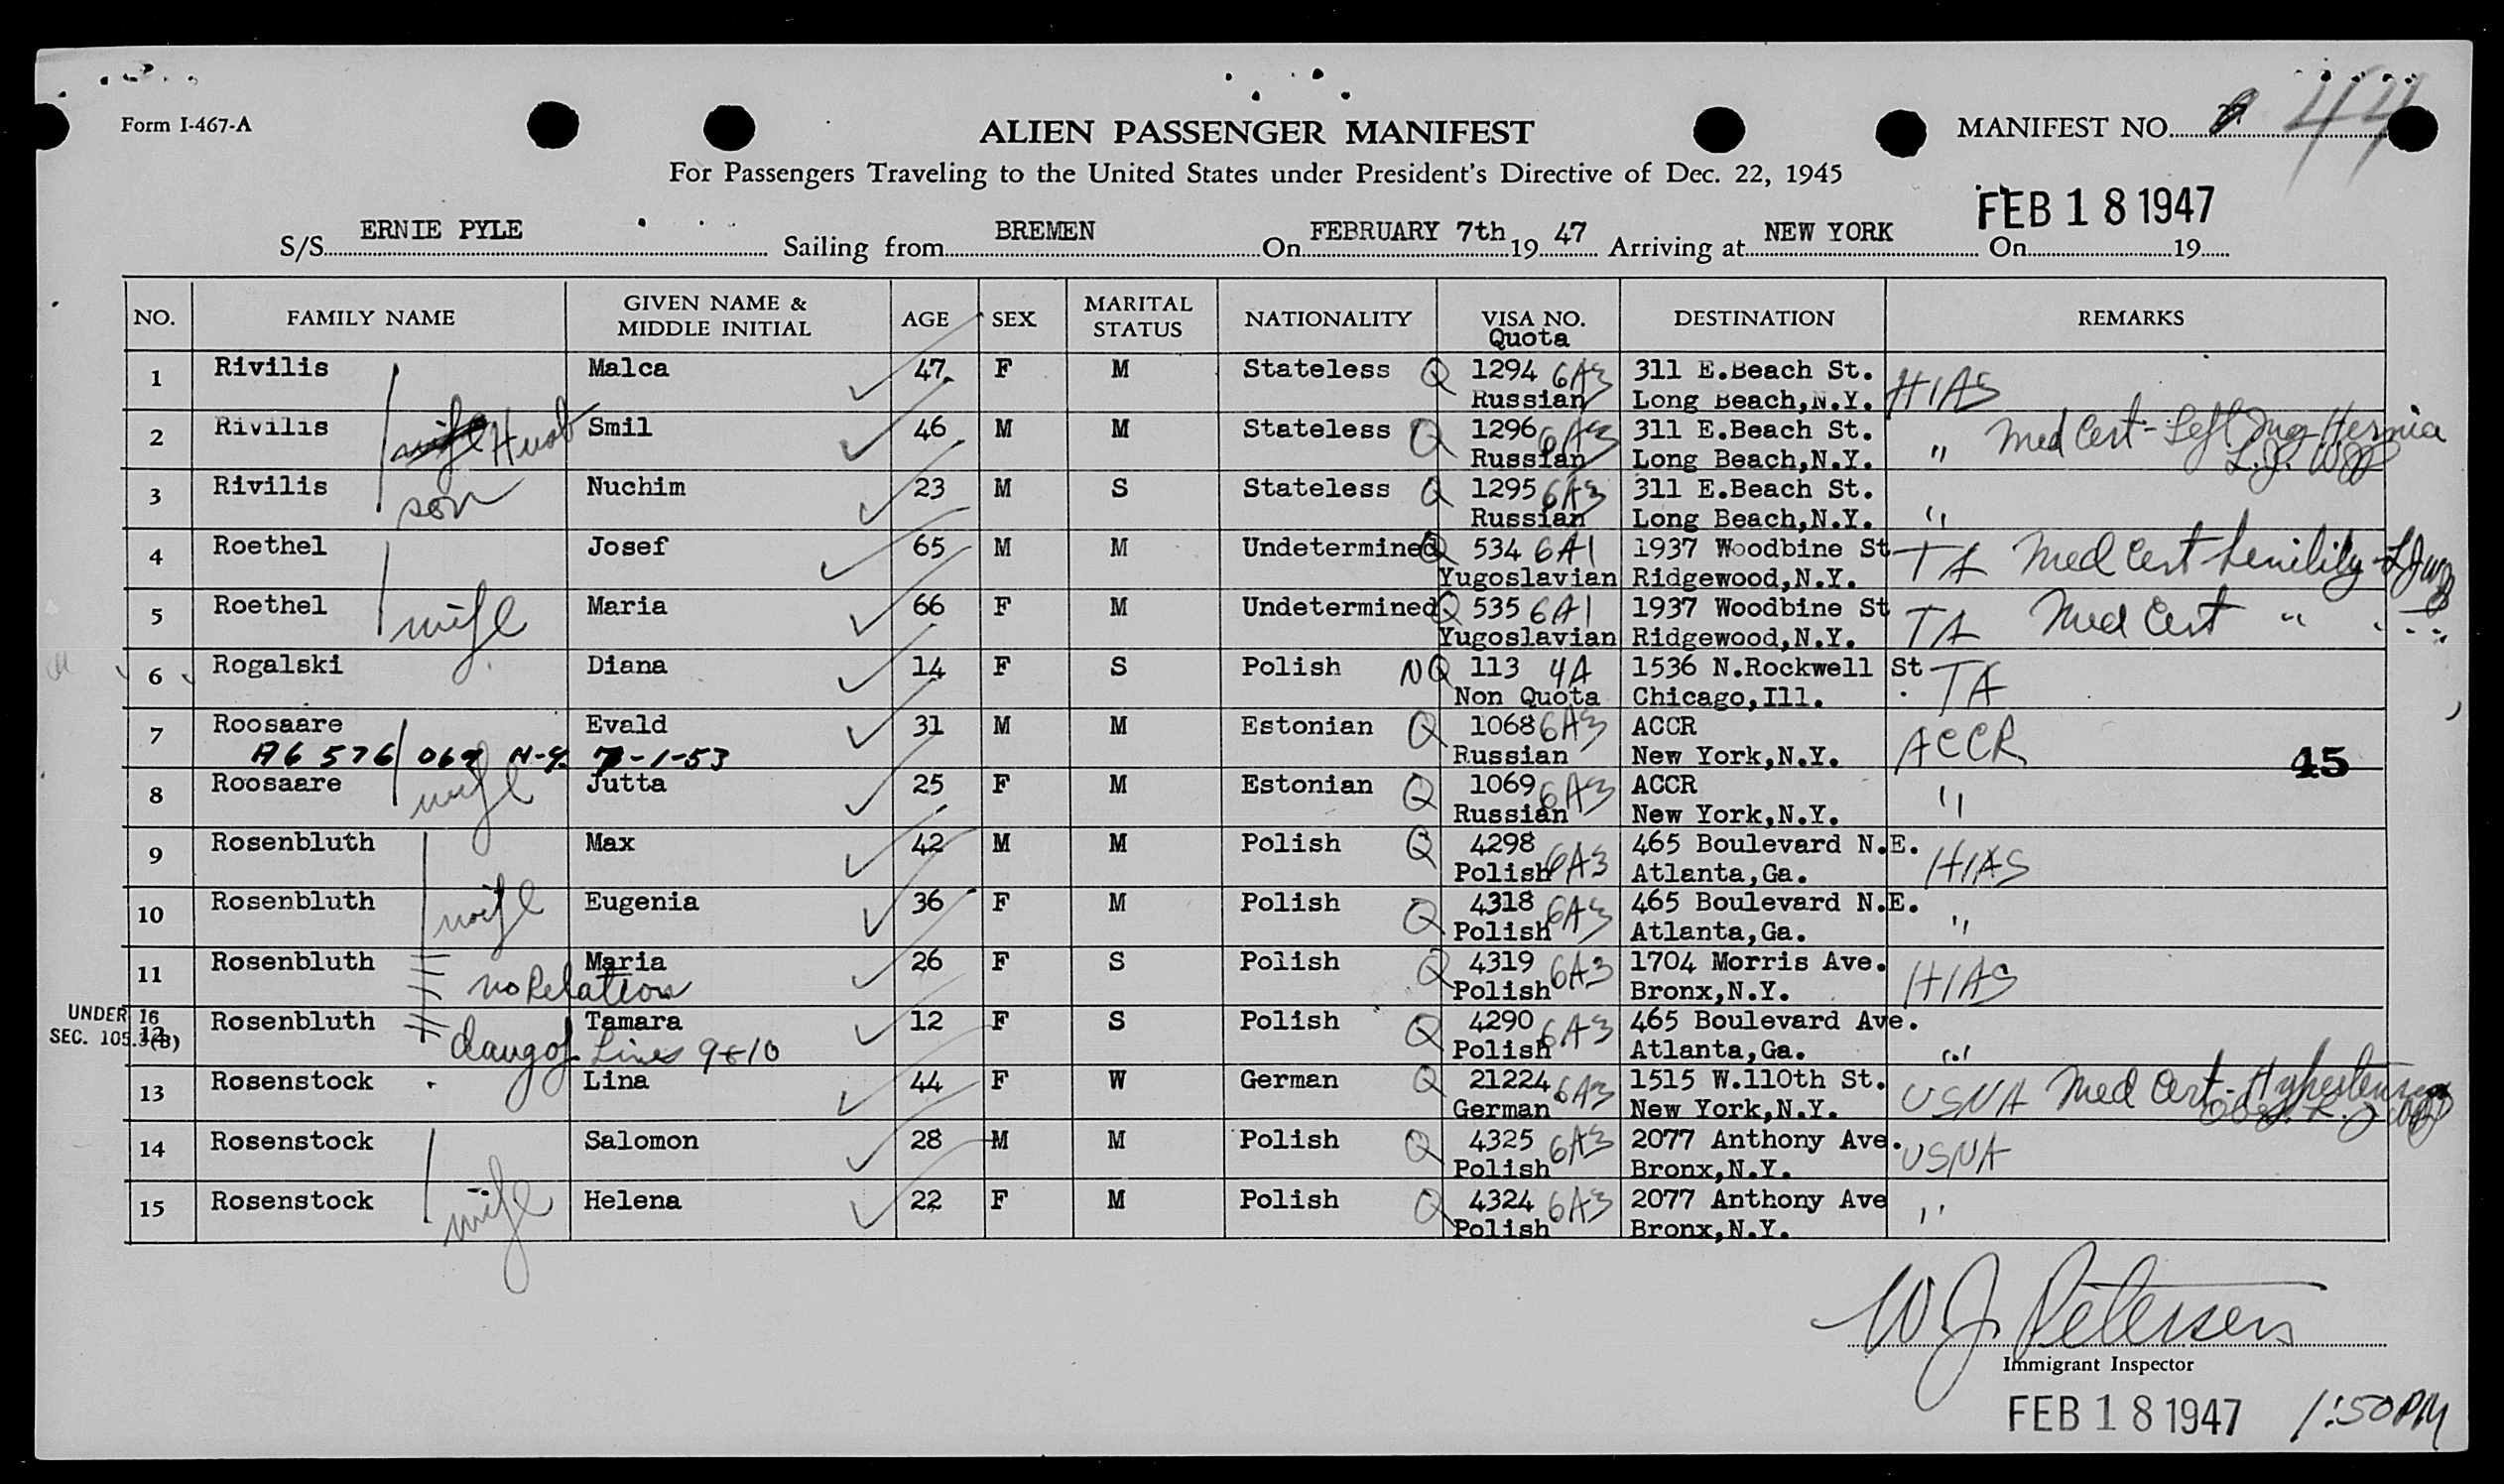 Form I-467-A
ALIEN PASSENGER MANIFEST
MANIFEST NO. 44
For Passengers Traveling to the United States under President's Directive of Dec. 22, 1945
S/S ERNIE PYLE Sailing from BREMEN On FEBRUARY 7th 19 47 Arriving at NEW YORK On FEB 18 1947 19
NO. FAMILY NAME GIVEN NAME & MIDDLE INITIAL AGE SEX MARITAL STATUS NATIONALITY VISA NO. Quota DESTINATION REMARKS
1 Rivilis Malca 47 F M Stateless Q 1294 6A3 311 E.Beach St. HIAS
Russian Long Beach,N.Y.
2 Rivilis Husb Smil 46 M M Stateless Q 1296 6A3 311 E.Beach St. " Med Cert - Left Ing Hernia
Russian Long Beach,N.Y.
3 Rivilis son Nuchim 23 M S Stateless Q 1295 6A3 311 E.Beach St. "
Russian Long Beach,N.Y.
4 Roethel Josef 65 M M Undetermined Q 534 6A1 1937 Woodbine St TA Med Cert Senility
Yugoslavian Ridgewood,N.Y.
5 Roethel wife Maria 66 F M Undetermined Q 535 6A1 1937 Woodbine St TA Med Cert "
Yugoslavian Ridgewood,N.Y.
6 Rogalski Diana 14 F S Polish NQ 113 4A 1536 N.Rockwell St. TA
Non Quota Chicago,Ill.
7 Roosaare Evald 31 M M Estonian Q 1068 6A3 ACCR ACCR
A6 576 069 N-Y. 7-1-53 Russian New York,N.Y. 45
8 Roosaare wife Jutta 25 F M Estonian Q 1069 6A3 ACCR "
Russian New York,N.Y.
9 Rosenbluth Max 42 M M Polish Q 4298 6A3 465 Boulevard N.E. HIAS
Polish Atlanta,Ga.
10 Rosenbluth wife Eugenia 36 F M Polish Q 4318 6A3 465 Boulevard N.E. "
Polish Atlanta,Ga.
11 Rosenbluth Maria 26 F S Polish Q 4319 6A3 1704 Morris Ave. HIAS
no Relation Polish Bronx,N.Y.
UNDER 16
SEC. 105.3(B)
12 Rosenbluth Tamara 12 F S Polish Q 4290 6A3 465 Boulevard Ave. "
daug of Lines 9+10 Polish Atlanta,Ga.
13 Rosenstock Lina 44 F W German Q 21224 6A3 1515 W.110th St. USNA Med Cert - Hypertension
German New York,N.Y.
14 Rosenstock Salomon 28 M M Polish Q 4325 6A3 2077 Anthony Ave. USNA
Polish Bronx,N.Y.
15 Rosenstock wife Helena 22 F M Polish Q 4324 6A3 2077 Anthony Ave "
Polish Bronx,N.Y.
W J Petersen
Immigrant Inspector
FEB 18 1947 1:50PM